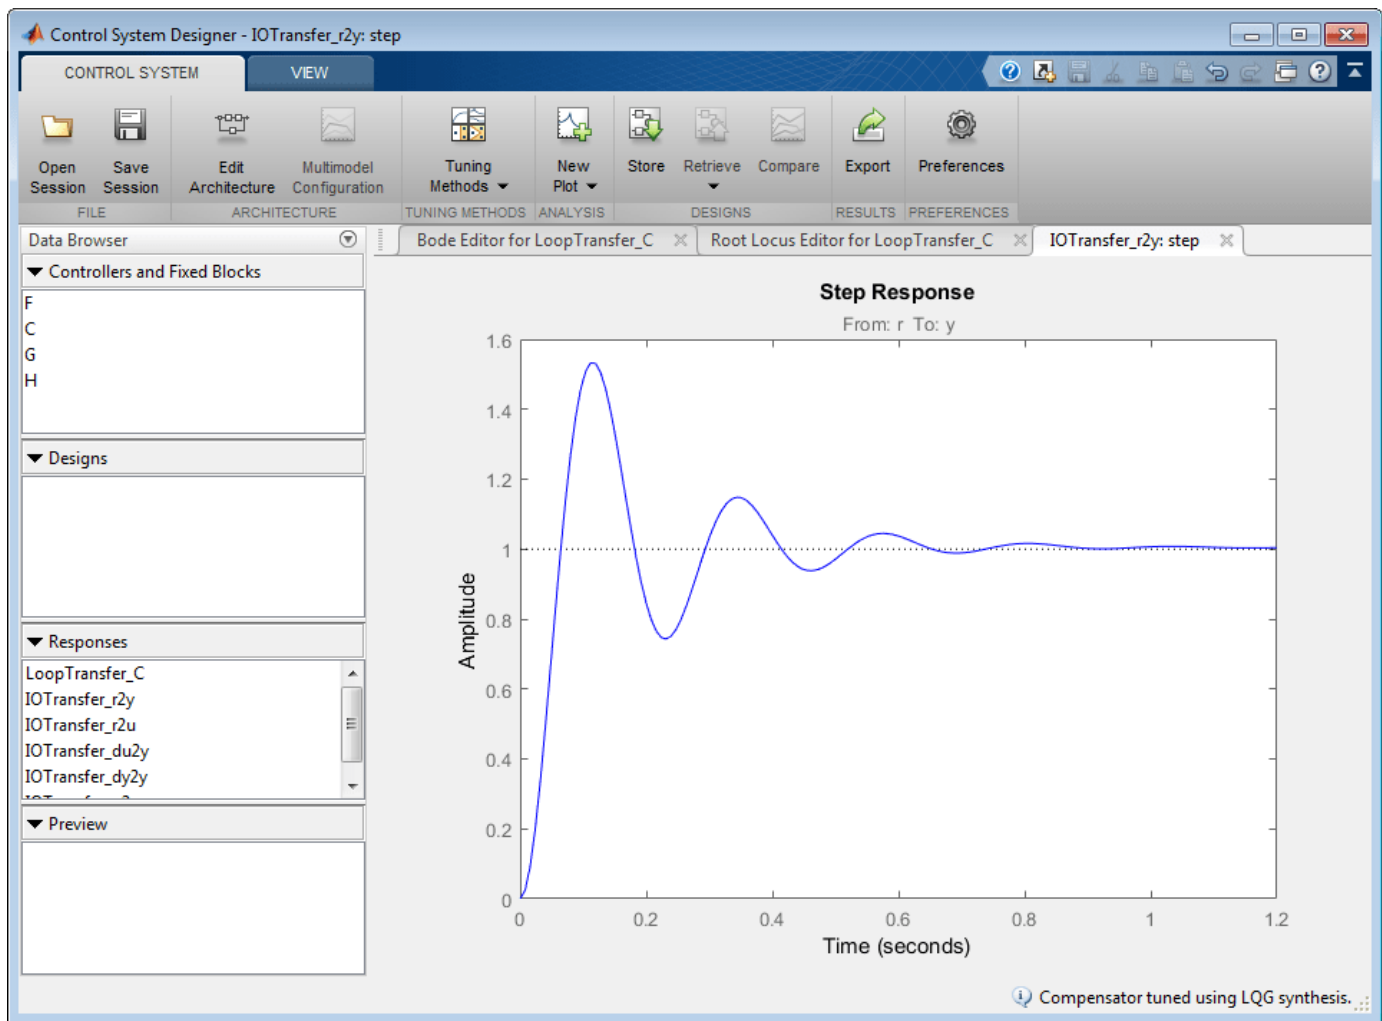 Control System Designer - IOTransfer_r2y: step
CONTROL SYSTEM
VIEW
Open Session
Save Session
Edit Architecture
Multimodel Configuration
Tuning Methods
New Plot
Store
Retrieve
Compare
Export
Preferences
FILE
ARCHITECTURE
TUNING METHODS
ANALYSIS
DESIGNS
RESULTS
PREFERENCES
Data Browser
Controllers and Fixed Blocks
F
C
G
H
Designs
Responses
LoopTransfer_C
IOTransfer_r2y
IOTransfer_r2u
IOTransfer_du2y
IOTransfer_dy2y
Preview
Bode Editor for LoopTransfer_C
Root Locus Editor for LoopTransfer_C
IOTransfer_r2y: step
Step Response
From: r To: y
1.6
1.4
1.2
1
0.8
0.6
0.4
0.2
0
Amplitude
0
0.2
0.4
0.6
0.8
1
1.2
Time (seconds)
Compensator tuned using LQG synthesis.